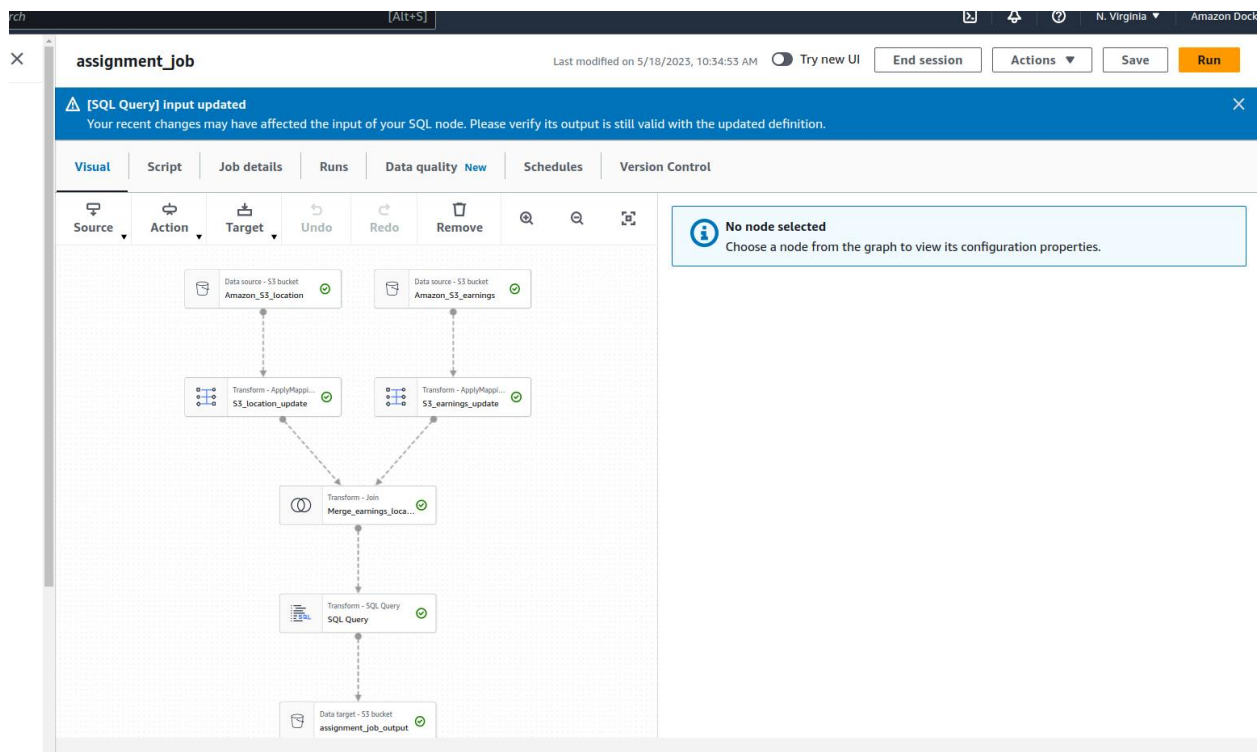 rch [Alt+S] N. Virginia Amazon Dock
assignment_job Last modified on 5/18/2023, 10:34:53 AM Try new UI End session Actions Save Run
[SQL Query] input updated
Your recent changes may have affected the input of your SQL node. Please verify its output is still valid with the updated definition.
Visual Script Job details Runs Data quality New Schedules Version Control
Source Action Target Undo Redo Remove
No node selected
Choose a node from the graph to view its configuration properties.
Data source - S3 bucket
Amazon_S3_location
Data source - S3 bucket
Amazon_S3_earnings
Transform - ApplyMappi...
S3_location_update
Transform - ApplyMappi...
S3_earnings_update
Transform - Join
Merge_earnings_loca...
Transform - SQL Query
SQL Query
Data target - S3 bucket
assignment_job_output